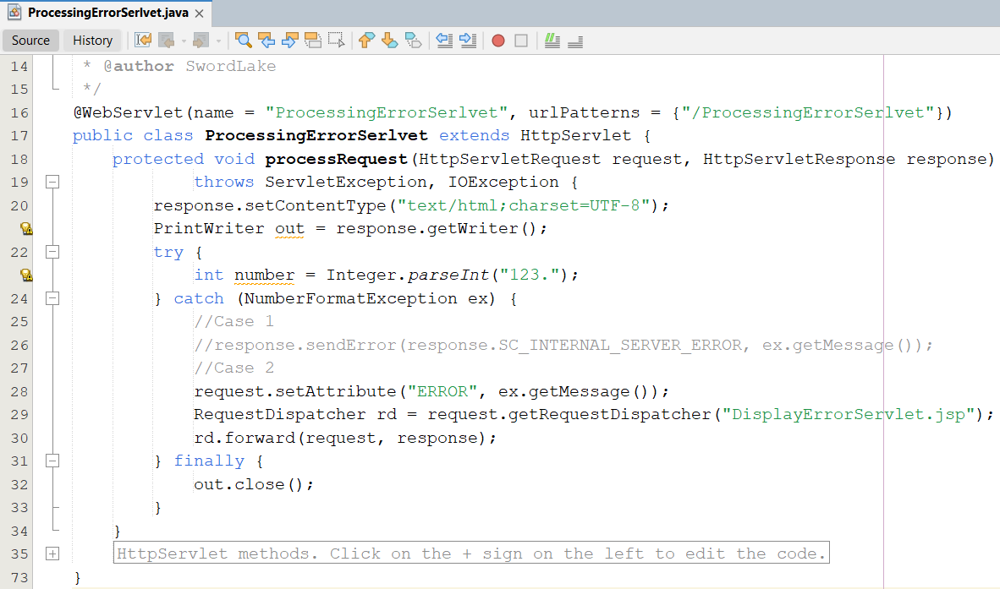 ProcessingErrorSerlvet.java
Source History
14 * @author SwordLake
15 */
16 @WebServlet(name = "ProcessingErrorSerlvet", urlPatterns = {"/ProcessingErrorSerlvet"})
17 public class ProcessingErrorSerlvet extends HttpServlet {
18 protected void processRequest(HttpServletRequest request, HttpServletResponse response)
19 throws ServletException, IOException {
20 response.setContentType("text/html;charset=UTF-8");
PrintWriter out = response.getWriter();
22 try {
int number = Integer.parseInt("123.");
24 } catch (NumberFormatException ex) {
25 //Case 1
26 //response.sendError(response.SC_INTERNAL_SERVER_ERROR, ex.getMessage());
27 //Case 2
28 request.setAttribute("ERROR", ex.getMessage());
29 RequestDispatcher rd = request.getRequestDispatcher("DisplayErrorServlet.jsp");
30 rd.forward(request, response);
31 } finally {
32 out.close();
33 }
34 }
35 HttpServlet methods. Click on the + sign on the left to edit the code.
73 }